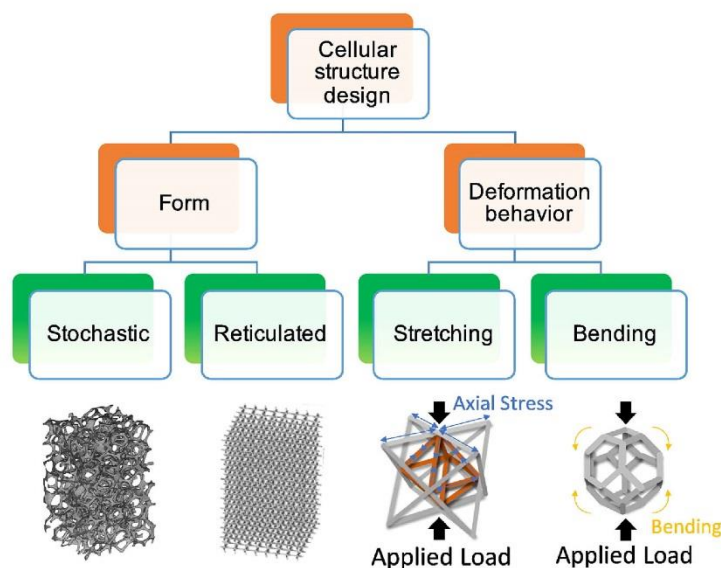 Cellular
structure
design
Form
Deformation
behavior
Stochastic
Reticulated
Stretching
Bending
Axial Stress
Bending
Applied Load
Applied Load